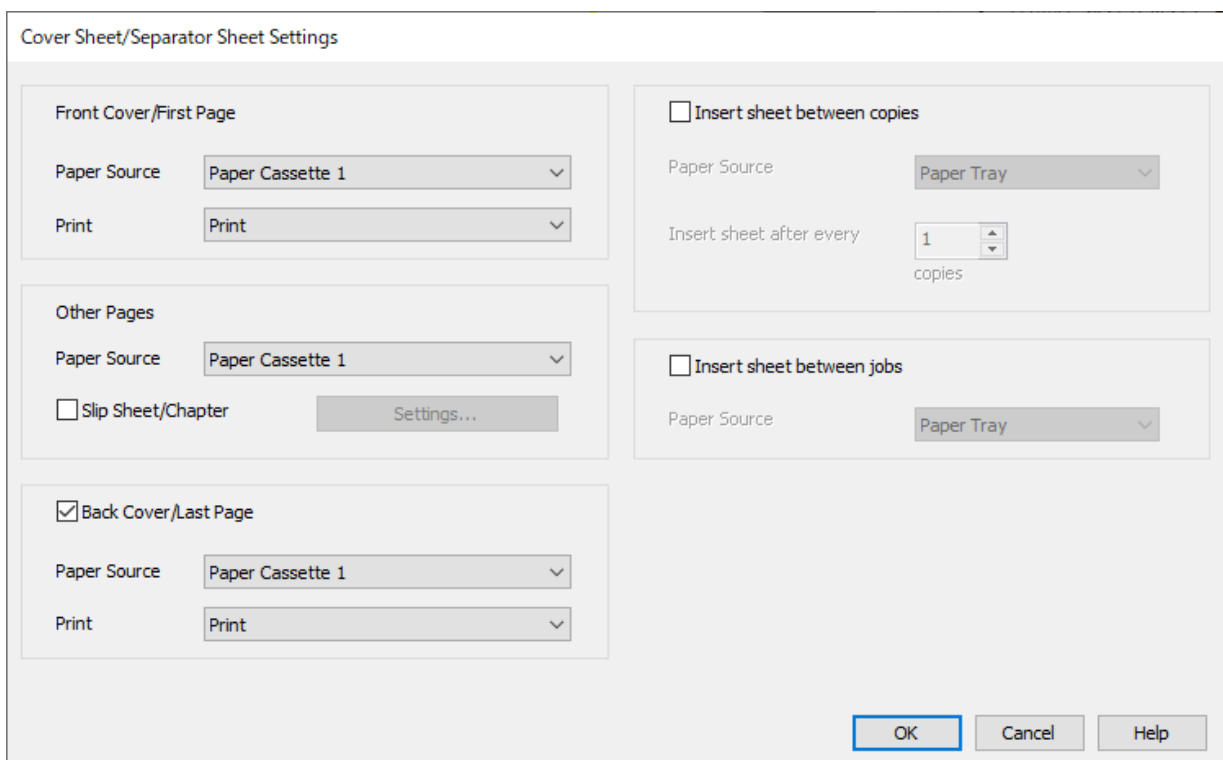 Cover Sheet/Separator Sheet Settings
Front Cover/First Page
Paper Source Paper Cassette 1
Print Print
Other Pages
Paper Source Paper Cassette 1
Slip Sheet/Chapter Settings...
Back Cover/Last Page
Paper Source Paper Cassette 1
Print Print
Insert sheet between copies
Paper Source Paper Tray
Insert sheet after every 1
copies
Insert sheet between jobs
Paper Source Paper Tray
OK Cancel Help